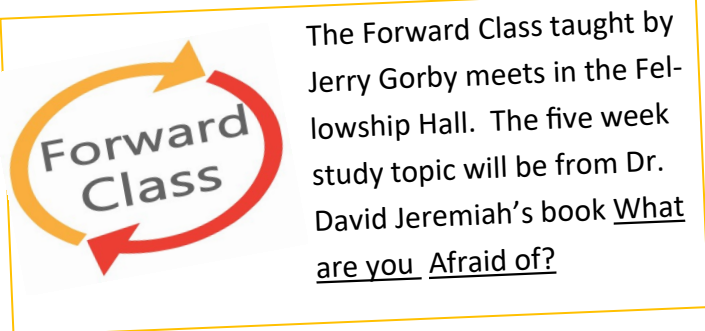 Forward
Class
The Forward Class taught by
Jerry Gorby meets in the Fel-
lowship Hall.  The five week
study topic will be from Dr.
David Jeremiah’s book What
are you  Afraid of?